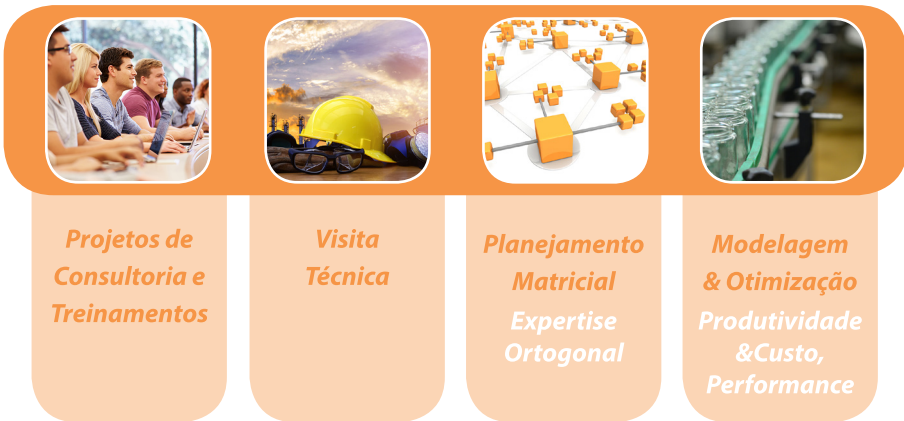 Projetos de
Consultoria e
Treinamentos
Visita
Técnica
Planejamento
Matricial
Expertise
Ortogonal
Modelagem
& Otimização
Produtividade
&Custo,
Performance